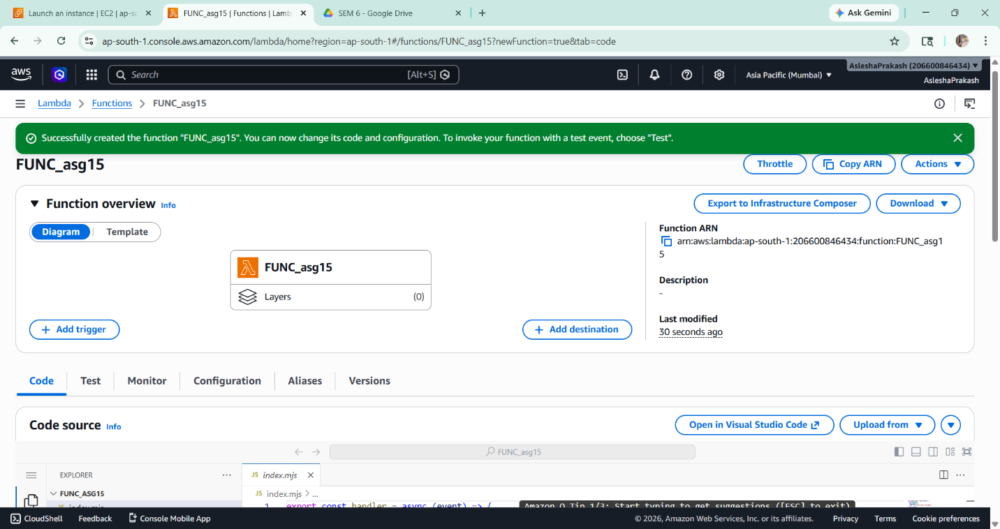 Launch an instance | EC2 | ap-so
FUNC_asg15 | Functions | Lamb
SEM 6 - Google Drive
Ask Gemini
ap-south-1.console.aws.amazon.com/lambda/home?region=ap-south-1#/functions/FUNC_asg15?newFunction=true&tab=code
aws
Search
[Alt+S]
Asia Pacific (Mumbai)
AsleshaPrakash (206600846434)
AsleshaPrakash
Lambda
Functions
FUNC_asg15
Successfully created the function "FUNC_asg15". You can now change its code and configuration. To invoke your function with a test event, choose "Test".
FUNC_asg15
Throttle
Copy ARN
Actions
Function overview Info
Export to Infrastructure Composer
Download
Diagram
Template
Function ARN
arn:aws:lambda:ap-south-1:206600846434:function:FUNC_asg1
5
FUNC_asg15
Layers
(0)
Description
-
Last modified
30 seconds ago
+ Add trigger
+ Add destination
Code
Test
Monitor
Configuration
Aliases
Versions
Code source Info
Open in Visual Studio Code
Upload from
FUNC_asg15
EXPLORER
JS index.mjs
FUNC_ASG15
JS index.mjs > ...
JS index.mjs
1 export const handler = async (event) => {
Amazon Q Tip 1/3: Start typing to get suggestions ([ESC] to exit)
CloudShell
Feedback
Console Mobile App
© 2026, Amazon Web Services, Inc. or its affiliates.
Privacy
Terms
Cookie preferences